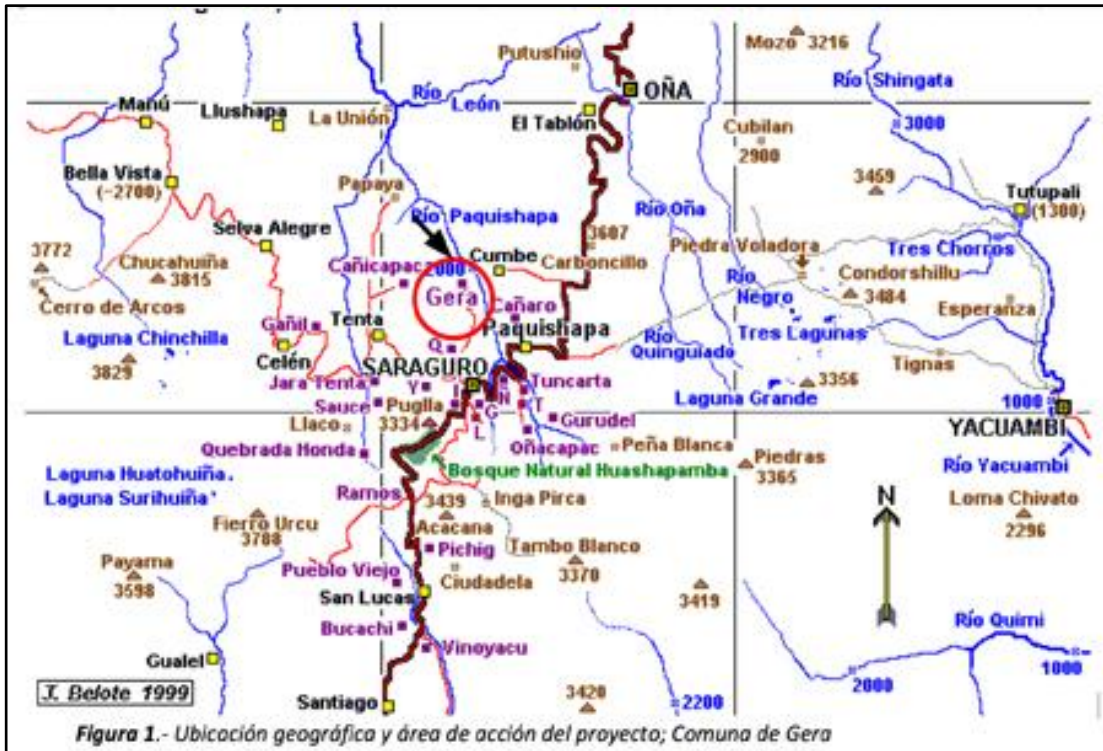 Mozo 3216
Putushio
Río
León
OÑA
Río Shingata
Manú
Llushapa
La Unión
El Tablón
Cubilan
2900
3000
Bella Vista
(~2700)
Papaya
3469
Tutupali
(1300)
Río Paquishapa
Río Oña
Selva Alegre
3607
Piedra Voladora
Tres Chorros
3772
Chucahuiña
3815
Cañicapac
Cumbe
Carboncillo
Río
Negro
Condorshillu
3484
Cerro de Arcos
Gera
Cañaro
Esperanza
Gañil
Tenta
Paquishapa
Río
Quinguiado
Tres Lagunas
Laguna Chinchilla
Celén
Q
Tignas
3829
SARAGURO
Jara Tenta
Y
I
N
Tuncarta
3356
Sauce
Puglla
3334
G
T
Gurudel
Laguna Grande
1000
Llaco
L
Oñacapac
YACUAMBI
Quebrada Honda
Peña Blanca
Bosque Natural Huashapamba
Piedras
3365
Río Yacuambi
Laguna Huatohuiña.
Laguna Surihuiña
Ramos
3439
Inga Pirca
N
Loma Chivato
2296
Fierro Urcu
3788
Acacana
Pichig
Tambo Blanco
3370
Payama
3598
Pueblo Viejo
Ciudadela
San Lucas
3419
Bucachi
Río Quimi
Gualel
Vinoyacu
1000
2000
J. Belote 1999
Santiago
3420
2200
Figura 1.- Ubicación geográfica y área de acción del proyecto; Comuna de Gera